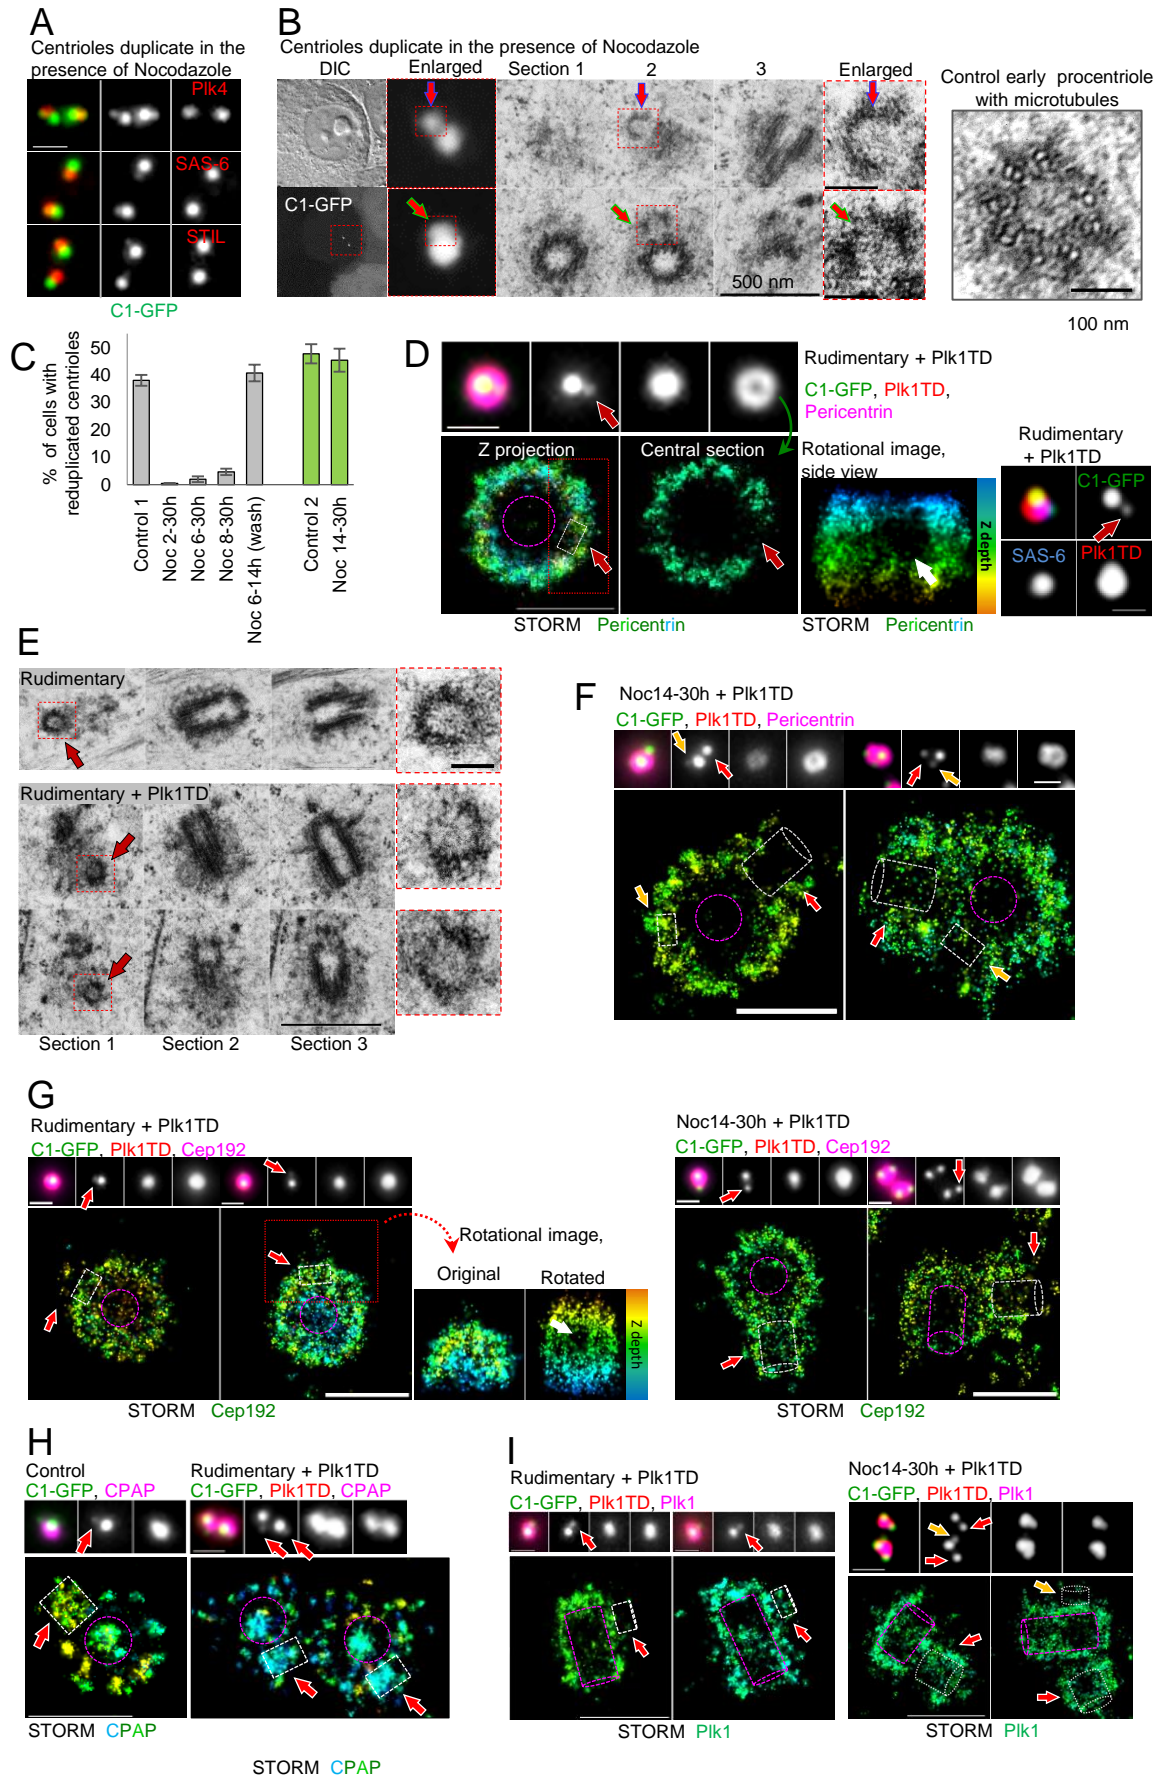 A
Centrioles duplicate in the
presence of Nocodazole
Plk4
SAS-6
STIL
C1-GFP
B
Centrioles duplicate in the presence of Nocodazole
DIC
Enlarged
Section 1
2
3
Enlarged
C1-GFP
500 nm
Control early procentriole
with microtubules
100 nm
C
% of cells with
reduplicated centrioles
50
40
30
20
10
0
Control 1
Noc 2-30h
Noc 6-30h
Noc 8-30h
Noc 6-14h (wash)
Control 2
Noc 14-30h
D
Rudimentary + Plk1TD
C1-GFP, Plk1TD,
Pericentrin
Z projection
Central section
Rotational image,
side view
Z depth
STORM Pericentrin
STORM Pericentrin
Rudimentary
+ Plk1TD
C1-GFP
SAS-6
Plk1TD
E
Rudimentary
Rudimentary + Plk1TD
Section 1
Section 2
Section 3
F
Noc14-30h + Plk1TD
C1-GFP, Plk1TD, Pericentrin
G
Rudimentary + Plk1TD
C1-GFP, Plk1TD, Cep192
Rotational image,
Original
Rotated
Z depth
STORM Cep192
Noc14-30h + Plk1TD
C1-GFP, Plk1TD, Cep192
STORM Cep192
H
Control
C1-GFP, CPAP
Rudimentary + Plk1TD
C1-GFP, Plk1TD, CPAP
STORM CPAP
STORM CPAP
I
Rudimentary + Plk1TD
C1-GFP, Plk1TD, Plk1
STORM Plk1
Noc14-30h + Plk1TD
C1-GFP, Plk1TD, Plk1
STORM Plk1